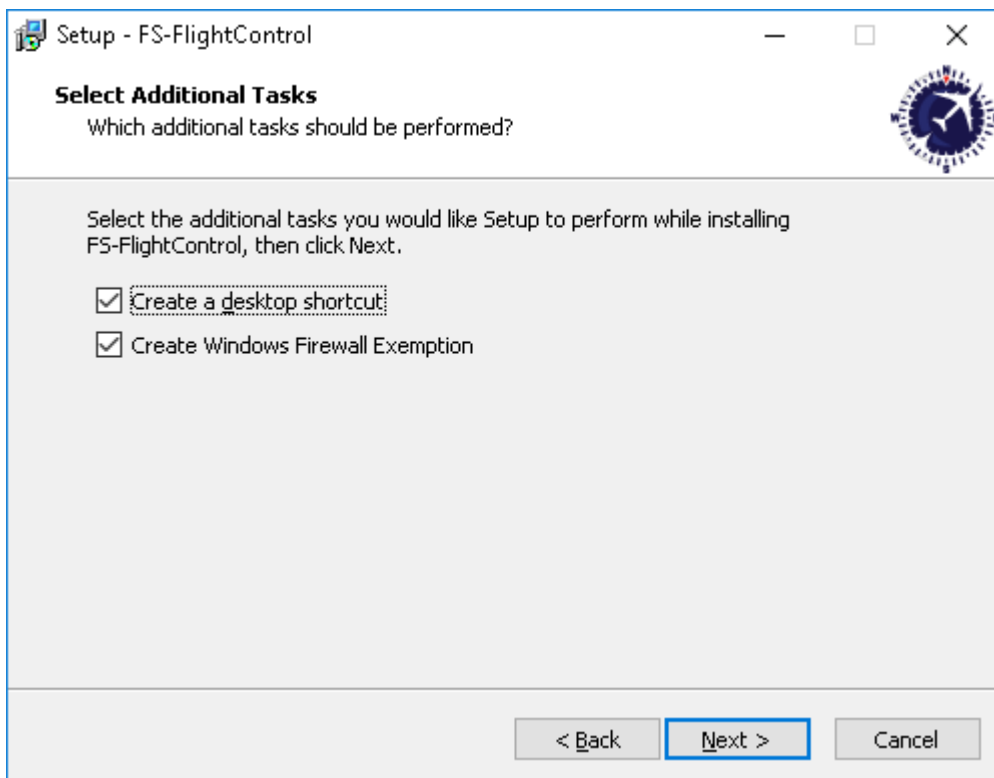 Setup - FS-FlightControl
Select Additional Tasks
Which additional tasks should be performed?
N
W
S
Select the additional tasks you would like Setup to perform while installing
FS-FlightControl, then click Next.
Create a desktop shortcut
Create Windows Firewall Exemption
< Back
Next >
Cancel